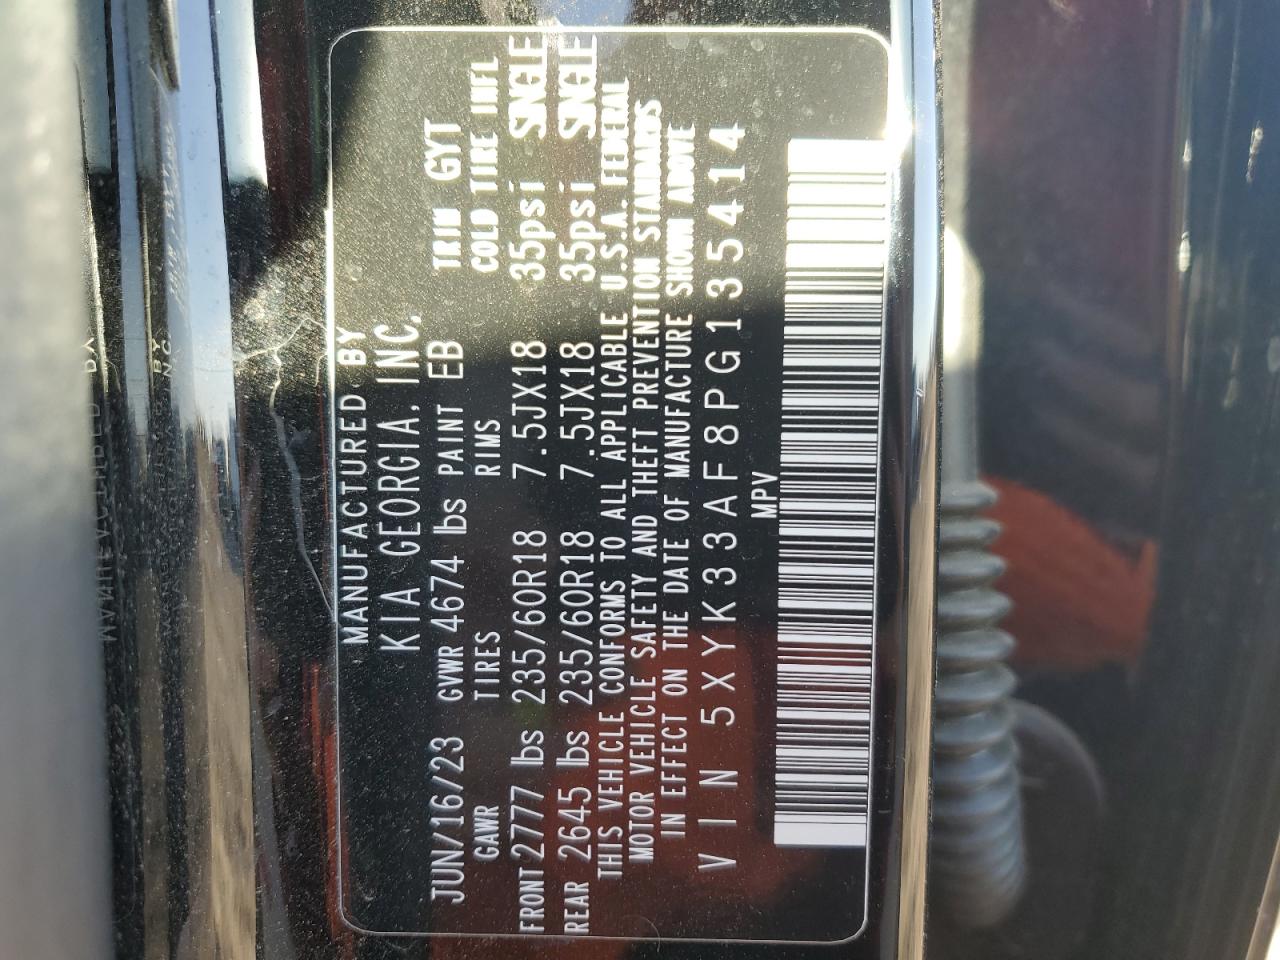 MANUFACTURED BY
KIA GEORGIA, INC.
JUN/16/23 GVWR 4674 lbs PAINT EB TRIM GYT
GAWR TIRES RIMS COLD TIRE INFL
FRONT 2777 lbs 235/60R18 7.5JX18 35psi SINGLE
REAR 2645 lbs 235/60R18 7.5JX18 35psi SINGLE
THIS VEHICLE CONFORMS TO ALL APPLICABLE U.S.A. FEDERAL
MOTOR VEHICLE SAFETY AND THEFT PREVENTION STANDARDS
IN EFFECT ON THE DATE OF MANUFACTURE SHOWN ABOVE
VIN 5XYK33AF8PG135414
MPV